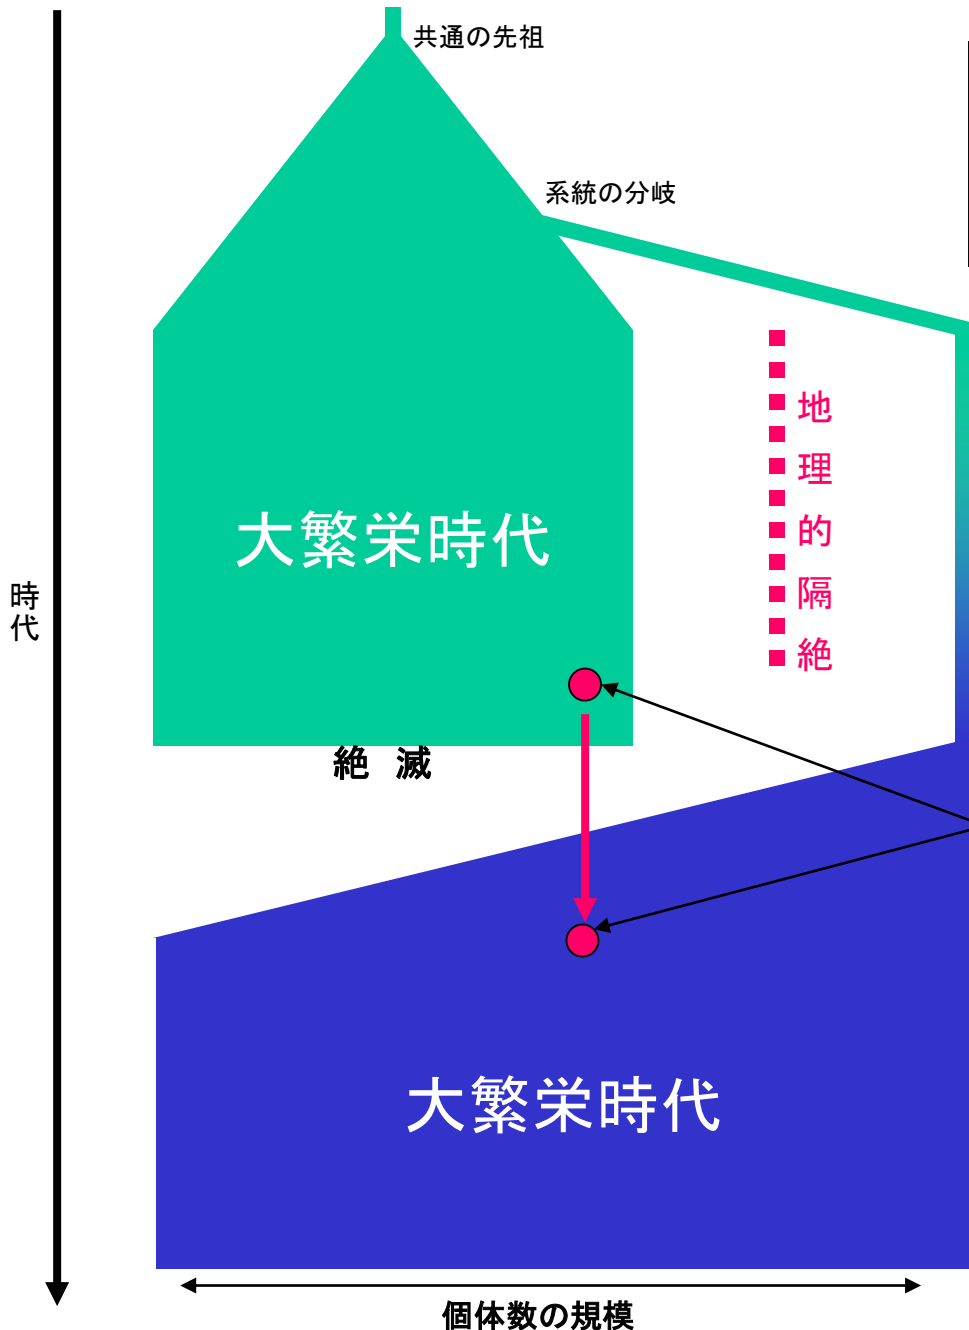 共通の先祖
系統の分岐
地理的隔絶
大繁栄時代
時代
絶 滅
大繁栄時代
個体数の規模